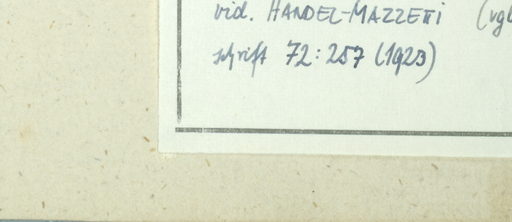 vid. HANDEL-MAZZETTI (vgl
schrift 72: 257 (1923)